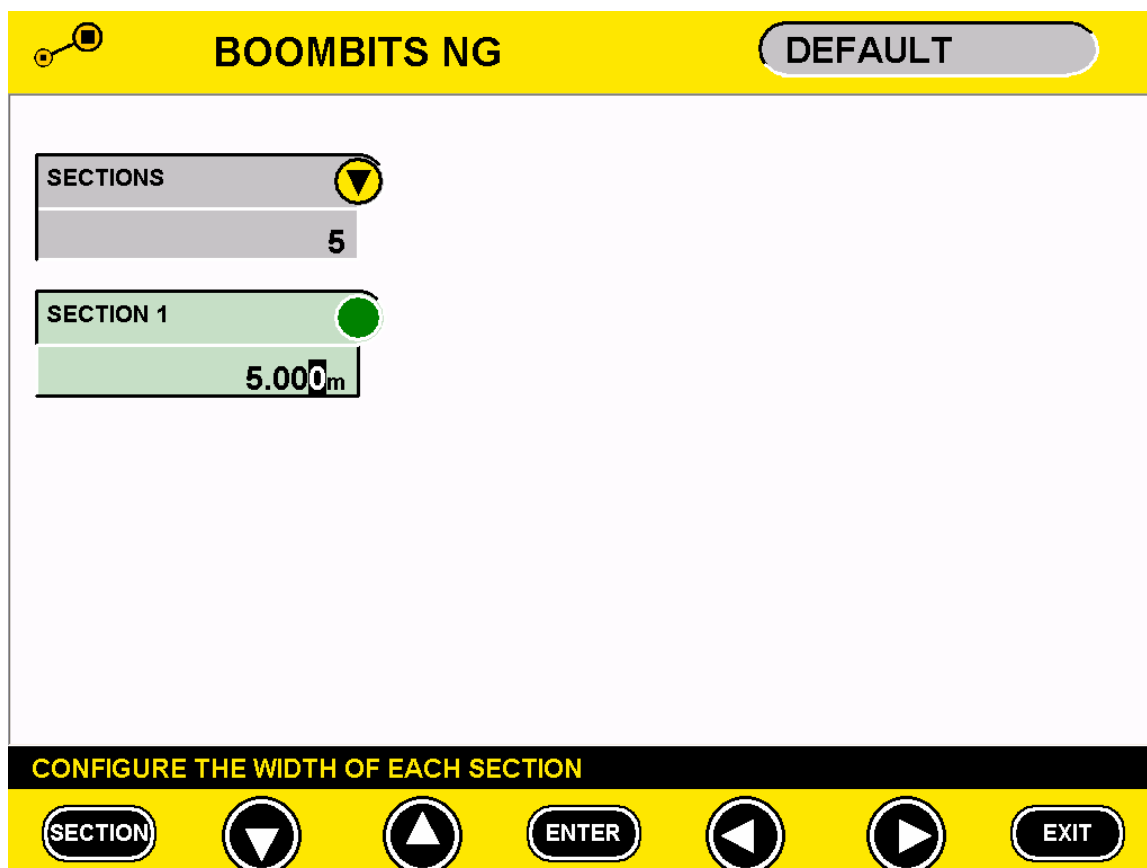 BOOMBITS NG DEFAULT
SECTIONS
5
SECTION 1
5.000m
CONFIGURE THE WIDTH OF EACH SECTION
SECTION ENTER EXIT